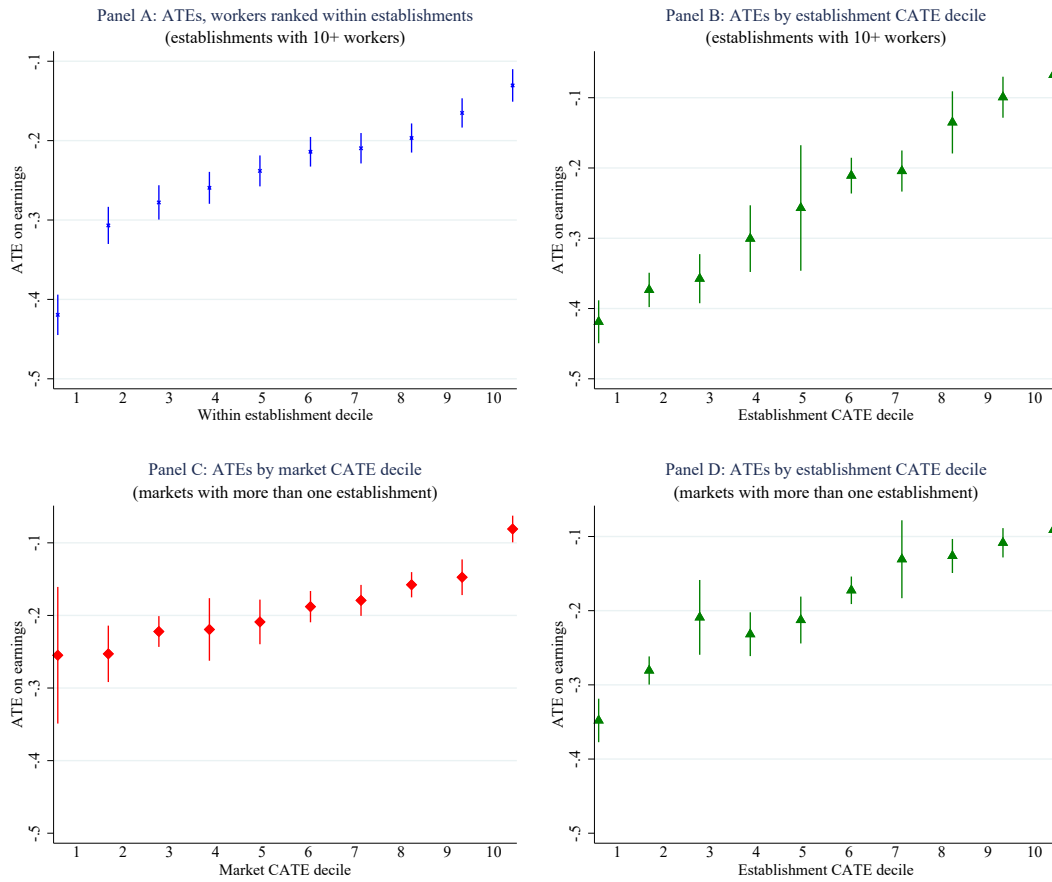 Panel A: ATEs, workers ranked within establishments
(establishments with 10+ workers)
ATE on earnings
-.1
-.2
-.3
-.4
-.5
1 2 3 4 5 6 7 8 9 10
Within establishment decile
Panel B: ATEs by establishment CATE decile
(establishments with 10+ workers)
ATE on earnings
-.1
-.2
-.3
-.4
-.5
1 2 3 4 5 6 7 8 9 10
Establishment CATE decile
Panel C: ATEs by market CATE decile
(markets with more than one establishment)
ATE on earnings
-.1
-.2
-.3
-.4
-.5
1 2 3 4 5 6 7 8 9 10
Market CATE decile
Panel D: ATEs by establishment CATE decile
(markets with more than one establishment)
ATE on earnings
-.1
-.2
-.3
-.4
-.5
1 2 3 4 5 6 7 8 9 10
Establishment CATE decile